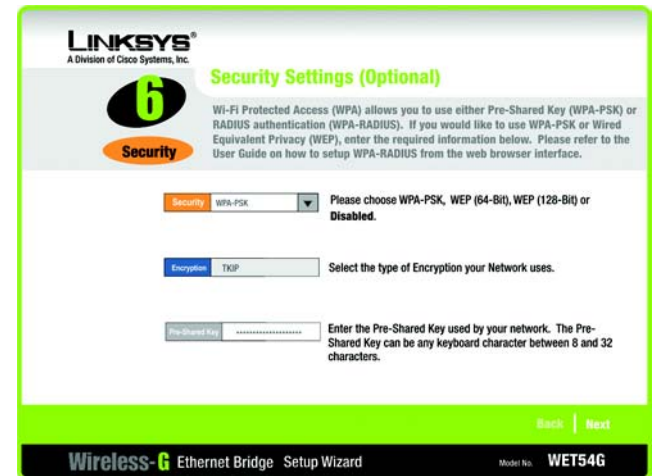 LINKSYS®
A Division of Cisco Systems, Inc.
6
Security
Security Settings (Optional)
Wi-Fi Protected Access (WPA) allows you to use either Pre-Shared Key (WPA-PSK) or
RADIUS authentication (WPA-RADIUS). If you would like to use WPA-PSK or Wired
Equivalent Privacy (WEP), enter the required information below. Please refer to the
User Guide on how to setup WPA-RADIUS from the web browser interface.
Security WPA-PSK
Please choose WPA-PSK, WEP (64-Bit), WEP (128-Bit) or
Disabled.
Encryption TKIP
Select the type of Encryption your Network uses.
Pre-Shared Key ********************
Enter the Pre-Shared Key used by your network. The Pre-
Shared Key can be any keyboard character between 8 and 32
characters.
Back | Next
Wireless-G Ethernet Bridge Setup Wizard
Model No. WET54G